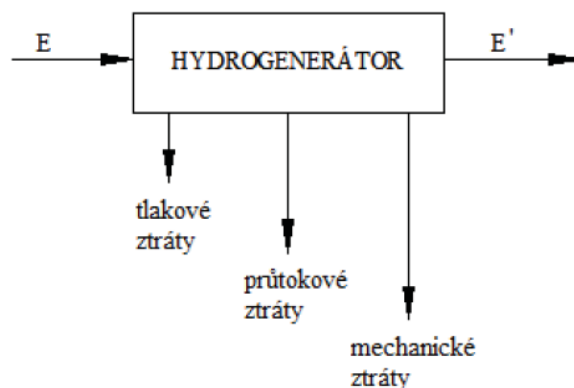 E
HYDROGENERÁTOR
E'
tlakové
ztráty
průtokové
ztráty
mechanické
ztráty